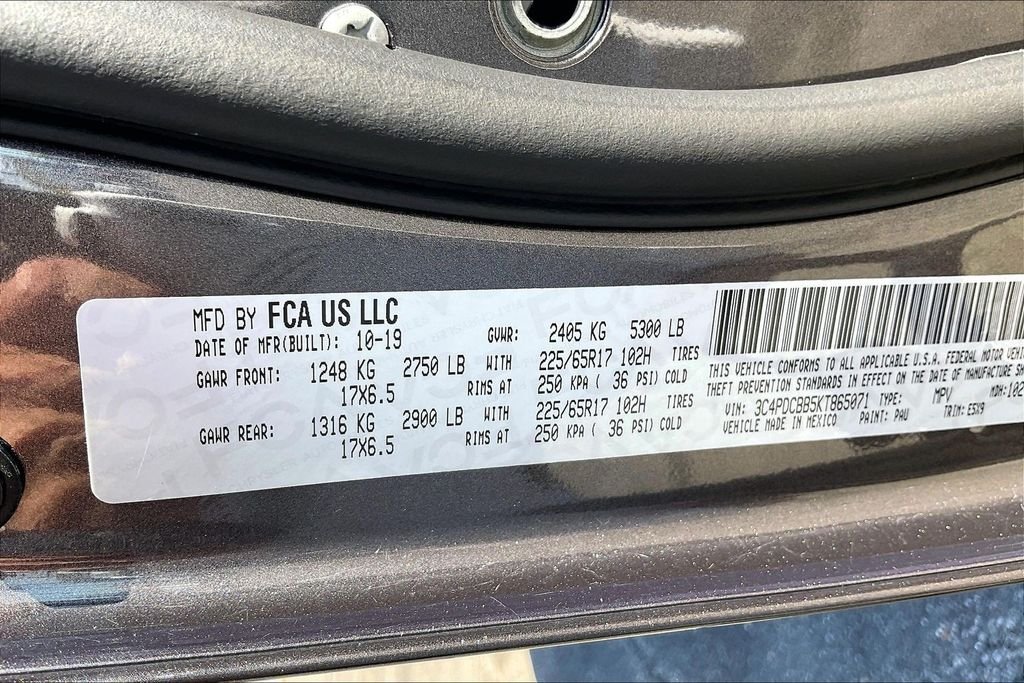 MFD BY FCA US LLC
DATE OF MFR(BUILT): 10-19 GVWR: 2405 KG 5300 LB
GAWR FRONT: 1248 KG 2750 LB WITH 225/65R17 102H TIRES
17X6.5 RIMS AT 250 KPA ( 36 PSI) COLD
GAWR REAR: 1316 KG 2900 LB WITH 225/65R17 102H TIRES
17X6.5 RIMS AT 250 KPA ( 36 PSI) COLD
THIS VEHICLE CONFORMS TO ALL APPLICABLE U.S.A. FEDERAL MOTOR
THEFT PREVENTION STANDARDS IN EFFECT ON THE DATE OF MANUFACTURE
VIN: 3C4PDCBB5KT865071 TYPE: MPV MDH: 102
VEHICLE MADE IN MEXICO PAINT: PAU TRIM: E5X9